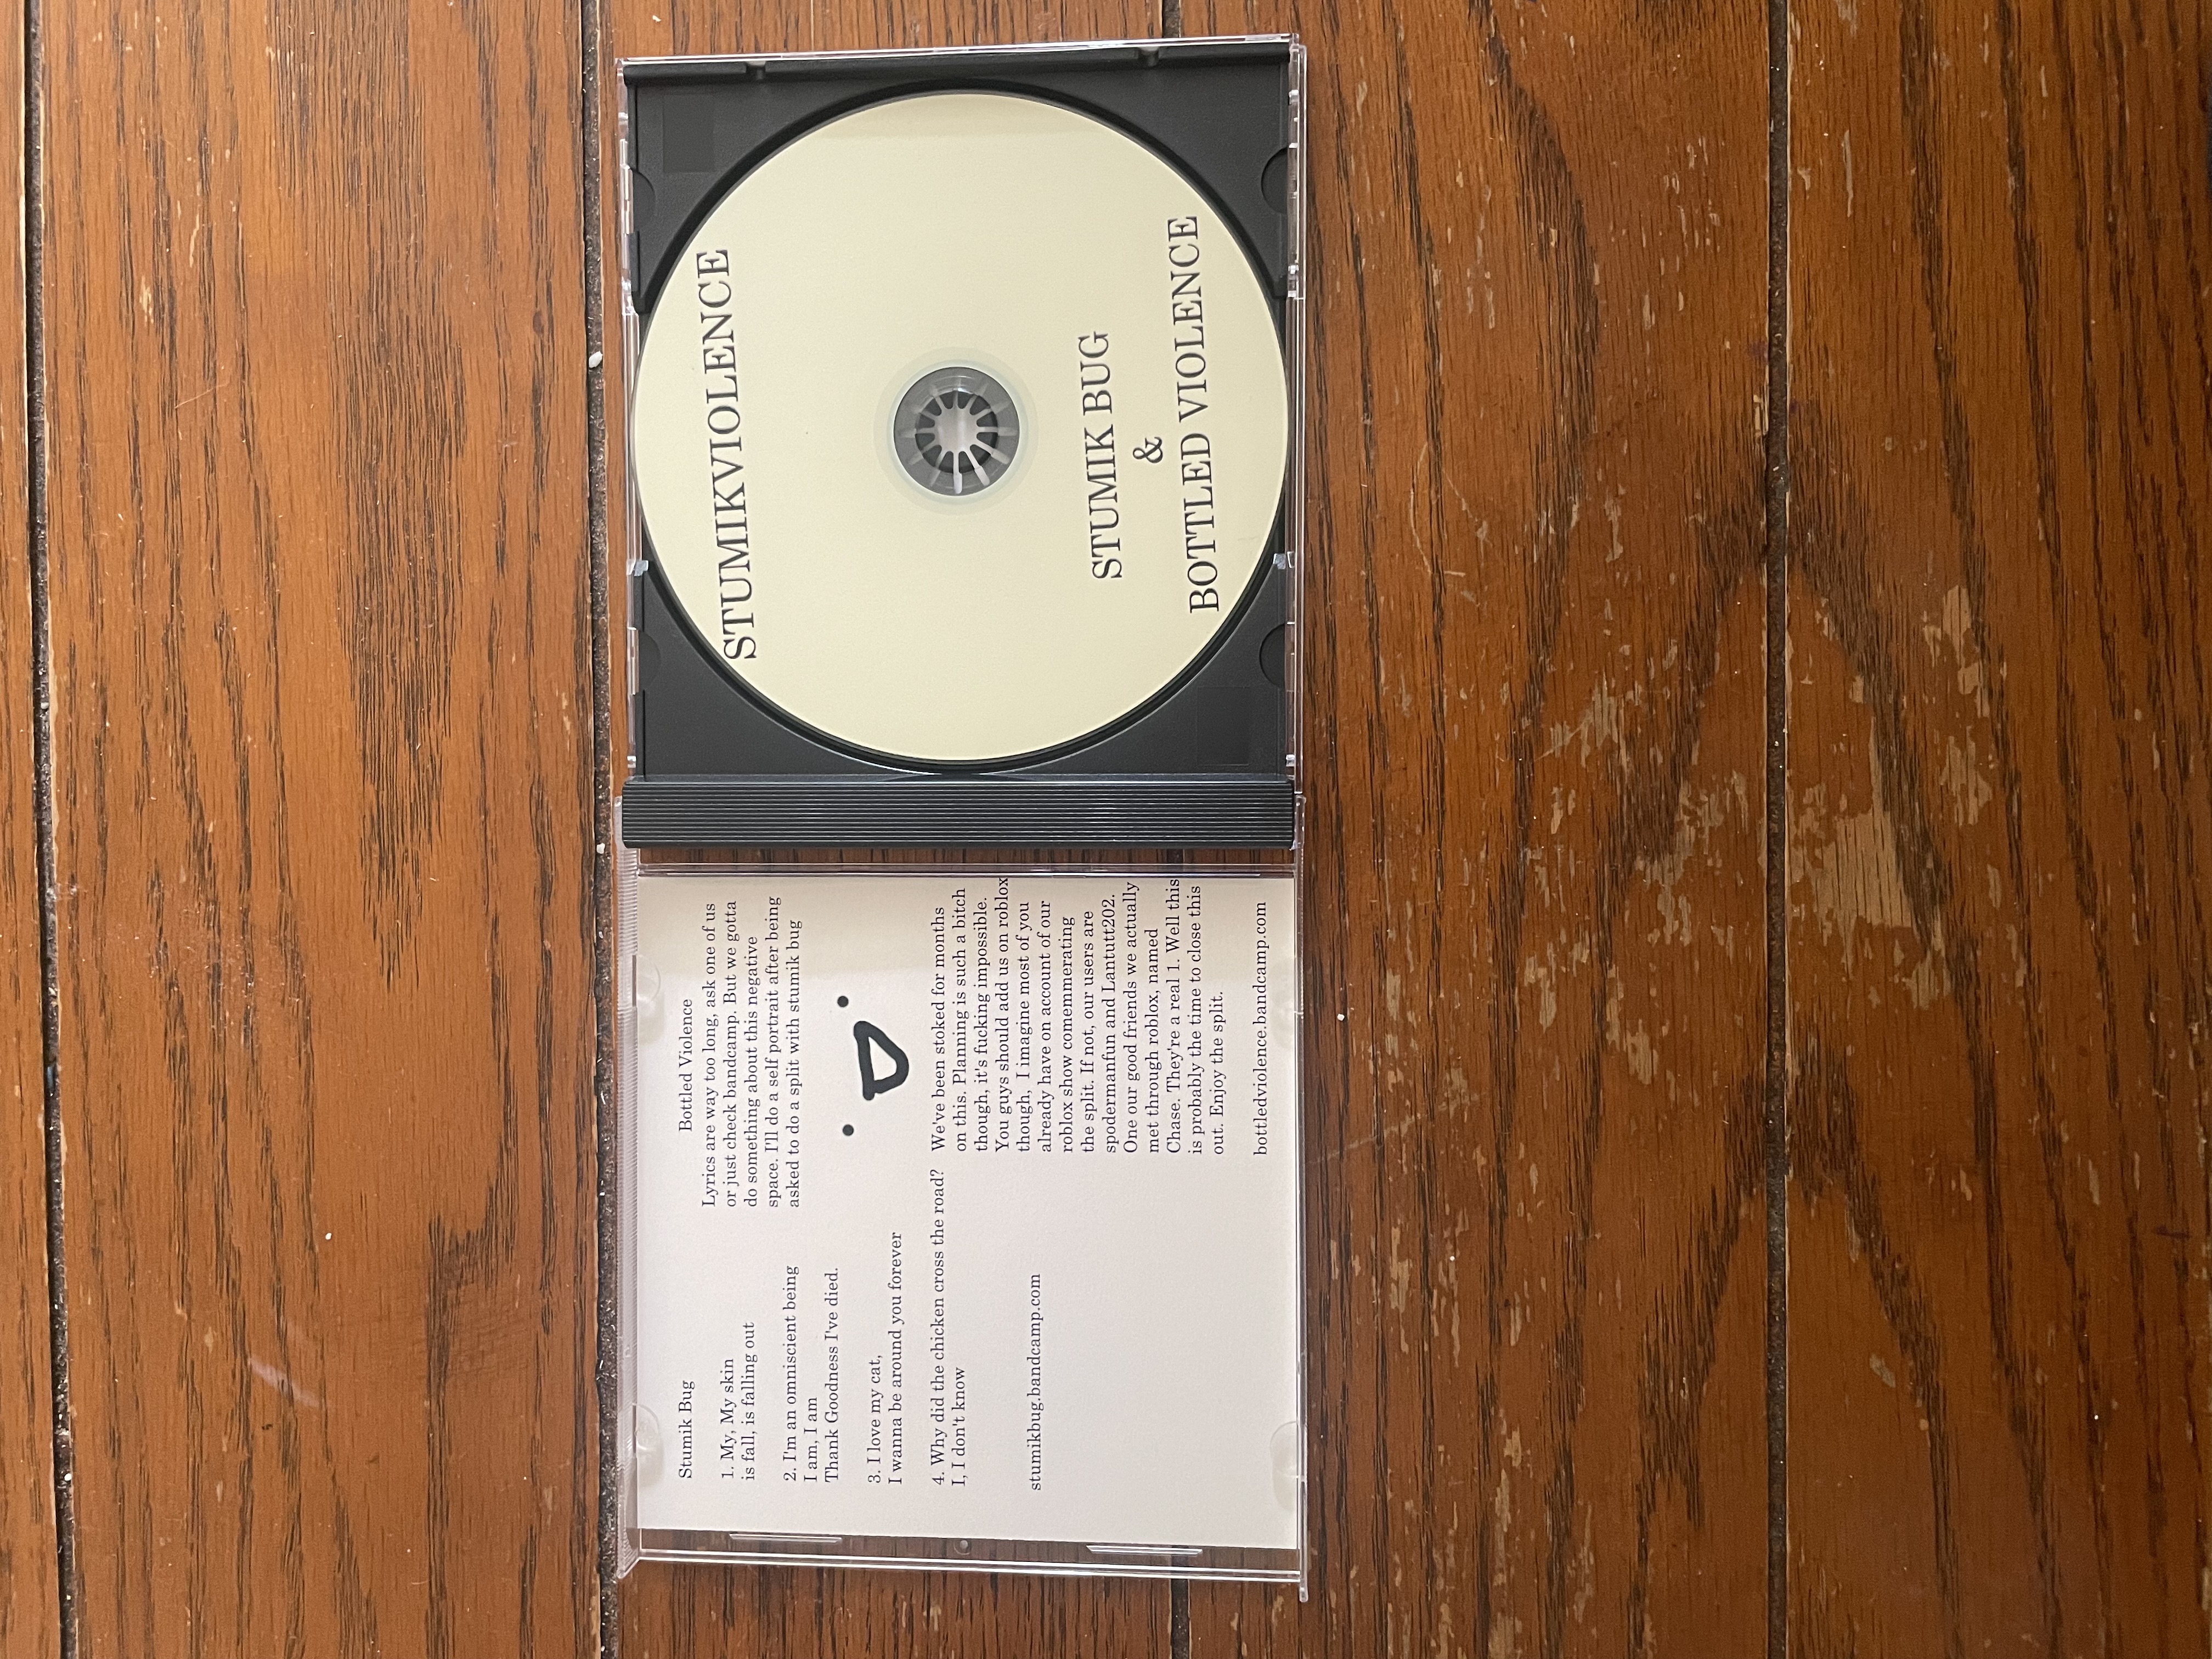 Stumik Bug
1. My, My skin
is fall, is falling out
2. I'm an omniscient being
I am, I am
Thank Goodness I've died.
3. I love my cat,
I wanna be around you forever
4. Why did the chicken cross the road?
I, I don't know
stumikbug.bandcamp.com
Bottled Violence
Lyrics are way too long, ask one of us
or just check bandcamp. But we gotta
do something about this negative
space. I'll do a self portrait after being
asked to do a split with stumik bug
We've been stoked for months
on this. Planning is such a bitch
though, it's fucking impossible.
You guys should add us on roblox
though, I imagine most of you
already have on account of our
roblox show comemmerating
the split. If not, our users are
spodermanfun and Lantutt202.
One our good friends we actually
met through roblox, named
Chase. They're a real 1. Well this
is probably the time to close this
out. Enjoy the split.
bottledviolence.bandcamp.com
STUMIKVIOLENCE
STUMIK BUG
&
BOTTLED VIOLENCE